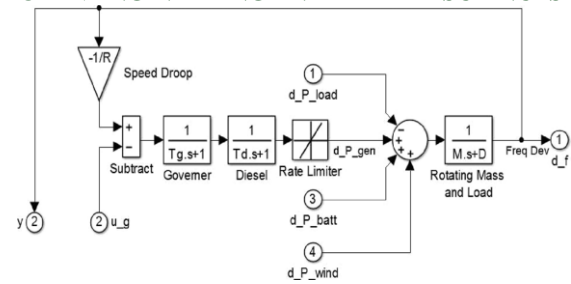 -1/R
Speed Droop
1
d_P_load
+
−
Subtract
1
Tg.s+1
Governer
1
Td.s+1
Diesel
Rate Limiter
d_P_gen
−
+
+
+
1
M.s+D
Rotating Mass
and Load
Freq Dev
1
d_f
y 2
2 u_g
3
d_P_batt
4
d_P_wind